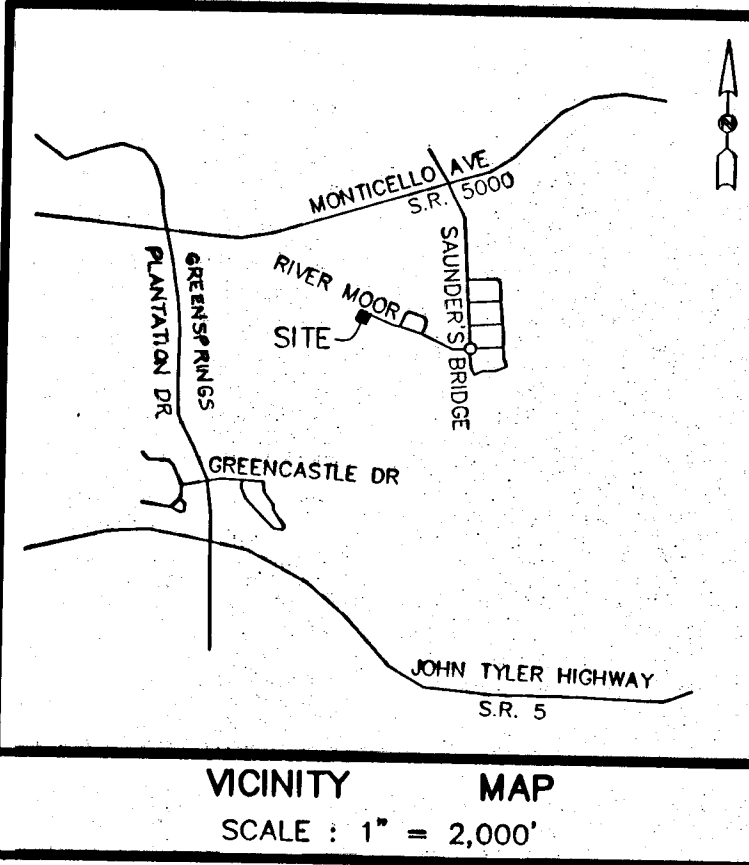 N
MONTICELLO AVE
S.R. 5000
RIVER MOOR
SAUNDER'S BRIDGE
SITE
GREENSPRINGS
PLANTATION DR
GREENCASTLE DR
JOHN TYLER HIGHWAY
S.R. 5
VICINITY MAP
SCALE : 1" = 2,000'